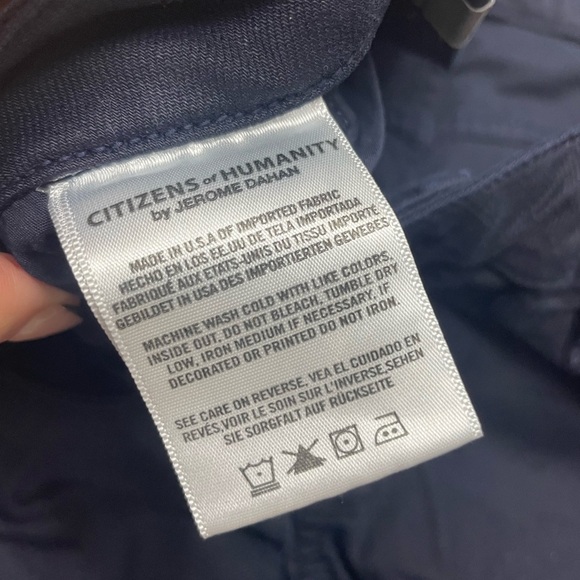 CITIZENS of HUMANITY
by JEROME DAHAN
MADE IN U.S.A OF IMPORTED FABRIC
HECHO EN LOS EE.UU DE TELA IMPORTADA
FABRIQUÉ AUX ETATS-UNIS DU TISSU IMPORTÉ
GEBILDET IN USA DES IMPORTIERTEN GEWEBES
MACHINE WASH COLD WITH LIKE COLORS,
INSIDE OUT. DO NOT BLEACH, TUMBLE DRY
LOW, IRON MEDIUM IF NECESSARY. IF
DECORATED OR PRINTED DO NOT IRON.
SEE CARE ON REVERSE. VEA EL CUIDADO EN
REVÉS,VOIR LE SOIN SUR L'INVERSE,SEHEN
SIE SORGFALT AUF RÜCKSEITE